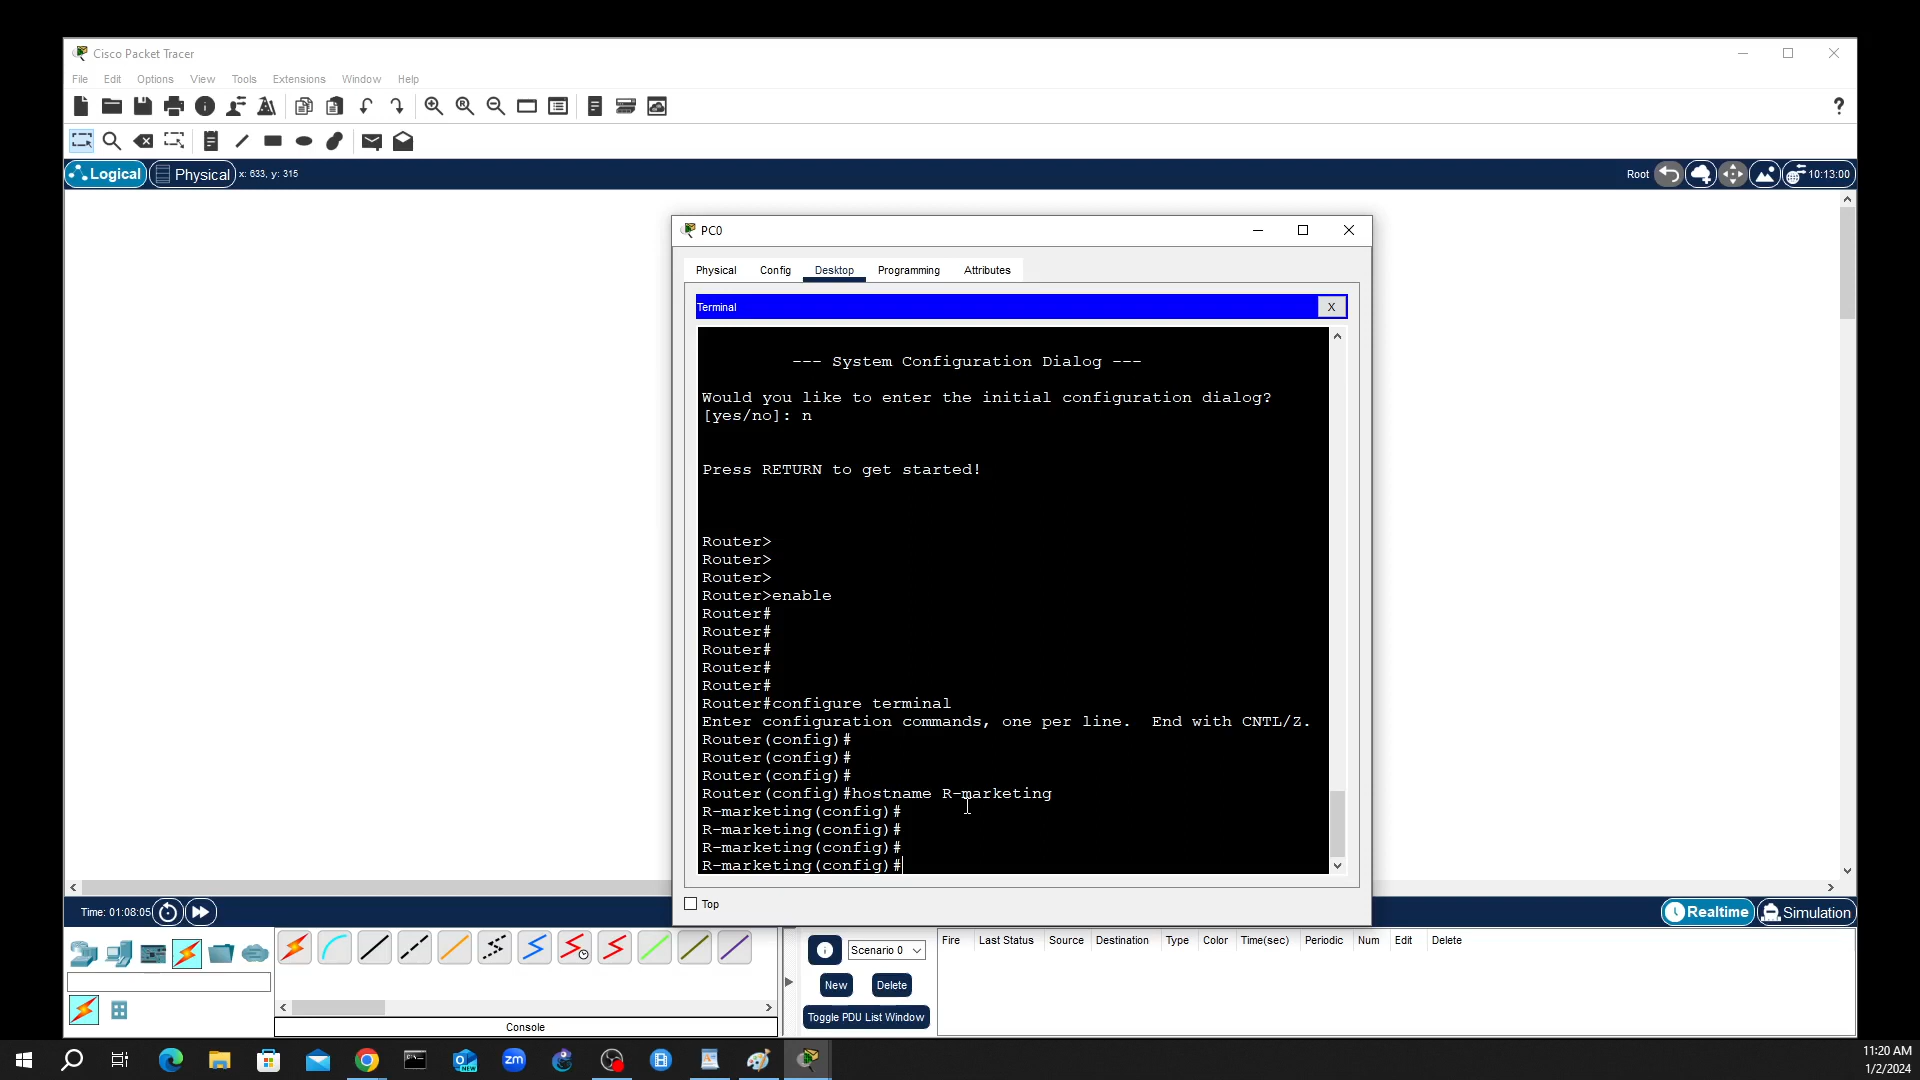 Cisco Packet Tracer
File Edit Options View Tools Extensions Window Help
Logical Physical x: 633, y: 315 Root 10:13:00
PC0
Physical Config Desktop Programming Attributes
Terminal X
--- System Configuration Dialog ---
Would you like to enter the initial configuration dialog?
[yes/no]: n
Press RETURN to get started!
Router>
Router>
Router>
Router>enable
Router#
Router#
Router#
Router#
Router#
Router#configure terminal
Enter configuration commands, one per line.  End with CNTL/Z.
Router(config)#
Router(config)#
Router(config)#
Router(config)#hostname R-marketing
R-marketing(config)#
R-marketing(config)#
R-marketing(config)#
R-marketing(config)#
Top
Time: 01:08:05 Realtime Simulation
Scenario 0
New Delete
Toggle PDU List Window
Fire Last Status Source Destination Type Color Time(sec) Periodic Num Edit Delete
Console
11:20 AM
1/2/2024